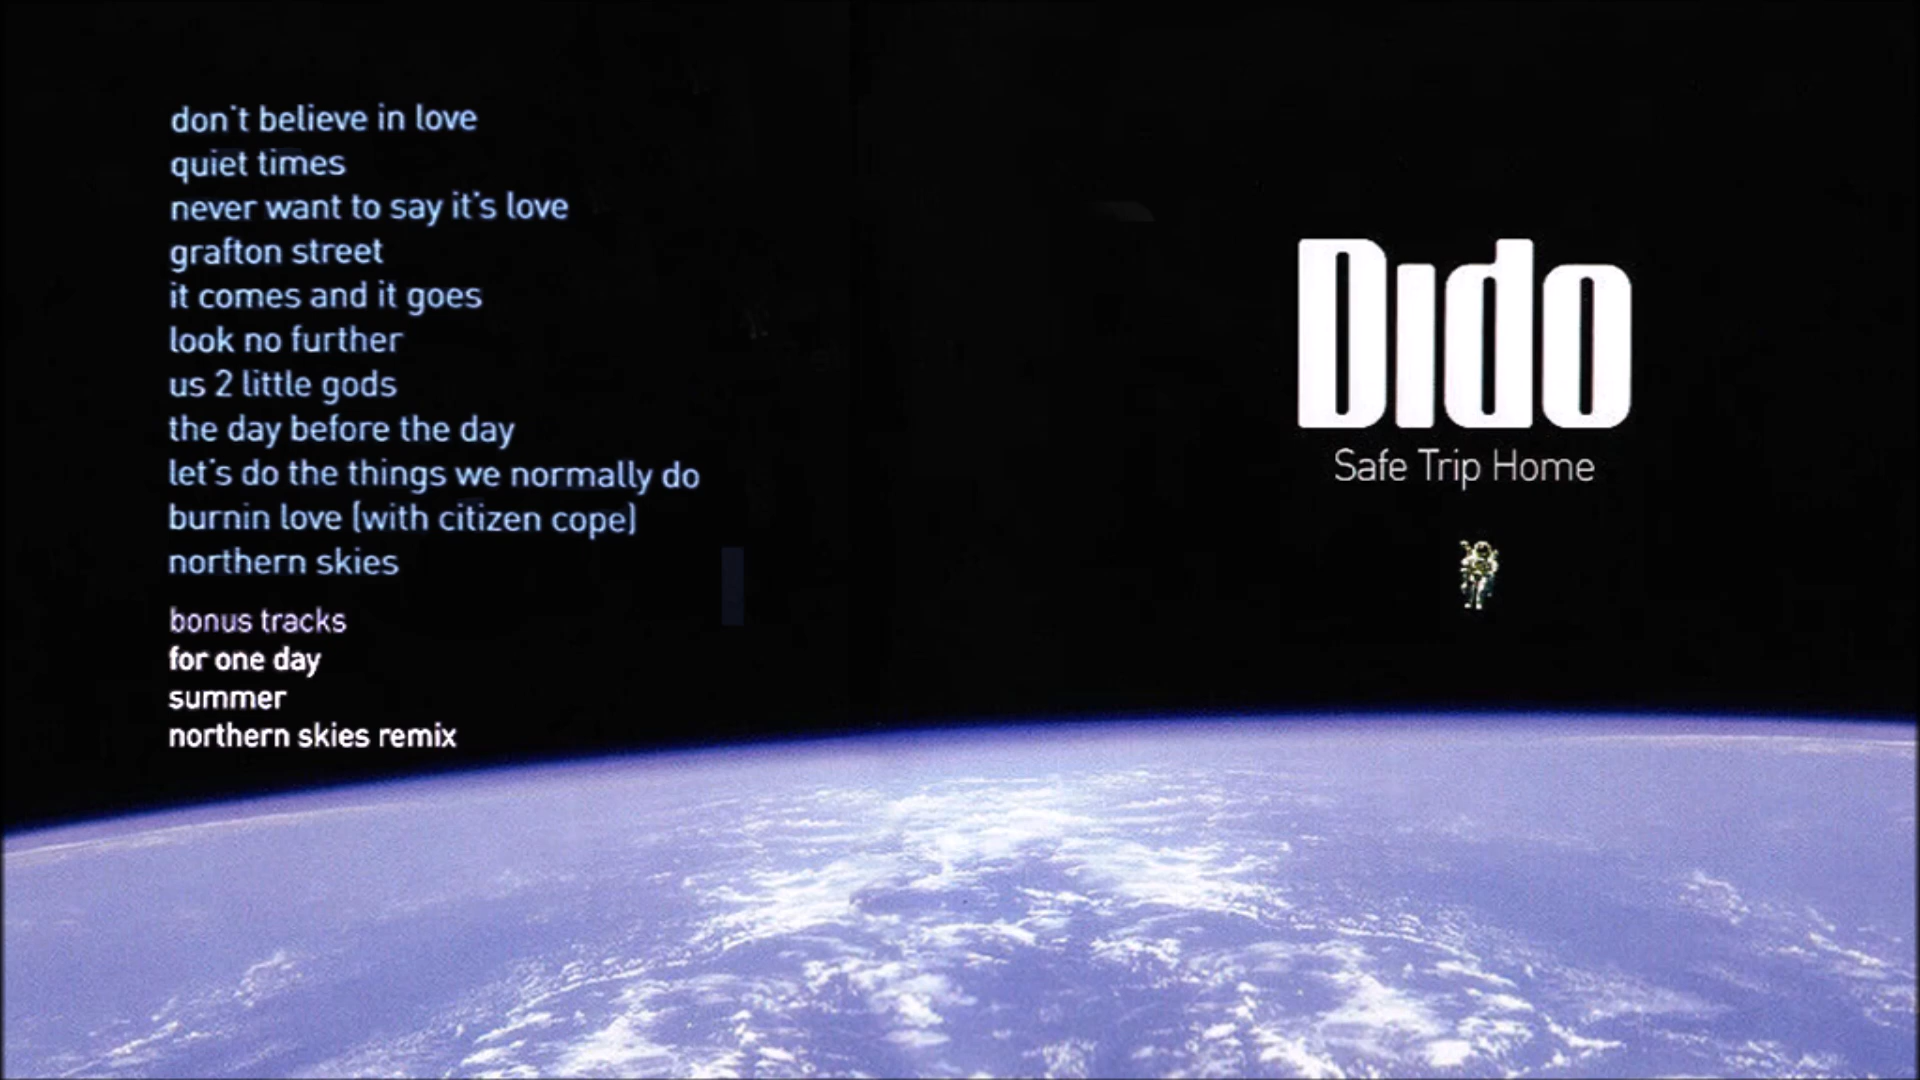 don't believe in love
quiet times
never want to say it's love
grafton street
it comes and it goes
look no further
us 2 little gods
the day before the day
let's do the things we normally do
burnin love (with citizen cope)
northern skies
bonus tracks
for one day
summer
northern skies remix
Dido
Safe Trip Home